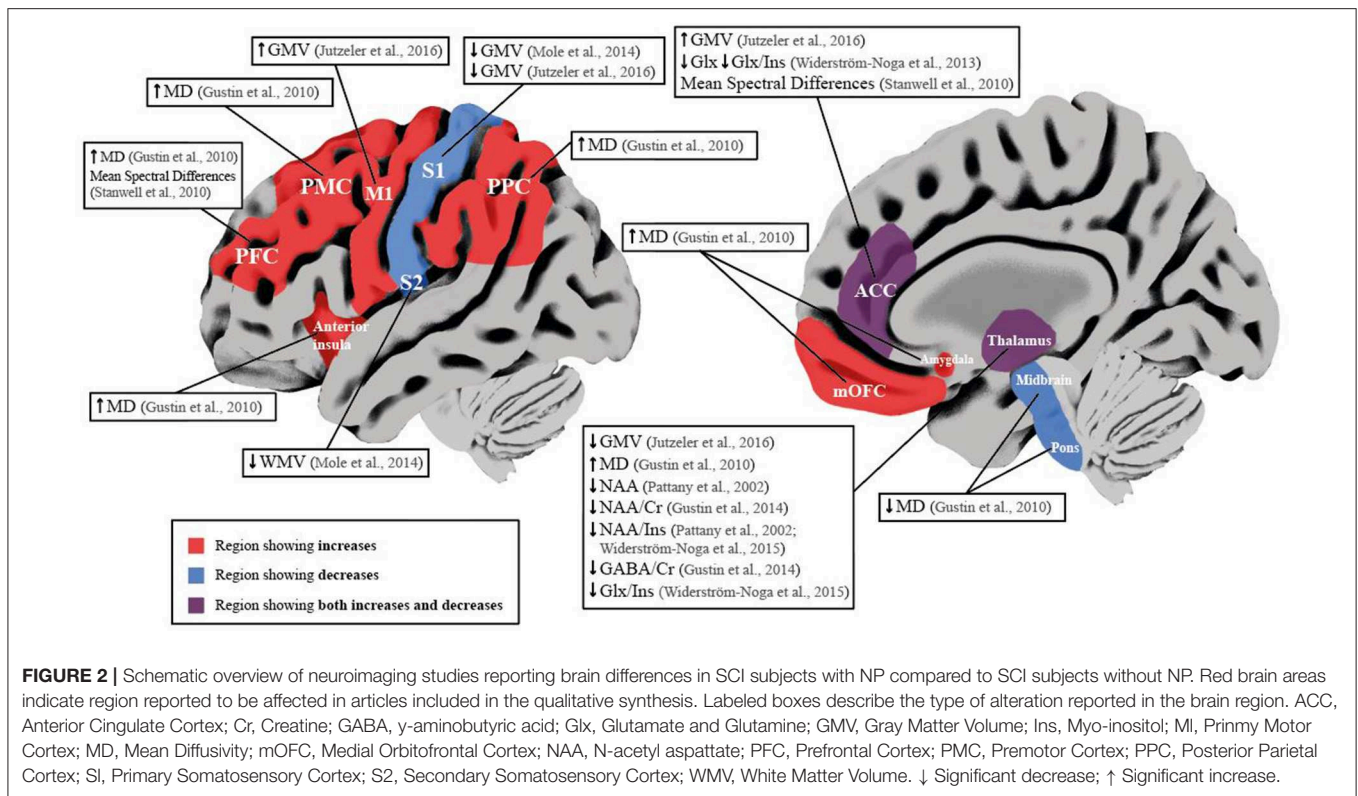 ↑GMV (Jutzeler et al., 2016)
↓GMV (Mole et al., 2014)
↓GMV (Jutzeler et al., 2016)
↑MD (Gustin et al., 2010)
↑MD (Gustin et al., 2010)
Mean Spectral Differences
(Stanwell et al., 2010)
↑MD (Gustin et al., 2010)
PMC
M1
S1
PPC
PFC
S2
Anterior
insula
↑MD (Gustin et al., 2010)
↓WMV (Mole et al., 2014)
↑GMV (Jutzeler et al., 2016)
↓Glx ↓Glx/Ins (Widerström-Noga et al., 2013)
Mean Spectral Differences (Stanwell et al., 2010)
↑MD (Gustin et al., 2010)
ACC
Thalamus
Amygdala
mOFC
Midbrain
Pons
↓GMV (Jutzeler et al., 2016)
↑MD (Gustin et al., 2010)
↓NAA (Pattany et al., 2002)
↓NAA/Cr (Gustin et al., 2014)
↓NAA/Ins (Pattany et al., 2002;
Widerström-Noga et al., 2015)
↓GABA/Cr (Gustin et al., 2014)
↓Glx/Ins (Widerström-Noga et al., 2015)
↓MD (Gustin et al., 2010)
Region showing increases
Region showing decreases
Region showing both increases and decreases
FIGURE 2 | Schematic overview of neuroimaging studies reporting brain differences in SCI subjects with NP compared to SCI subjects without NP. Red brain areas
indicate region reported to be affected in articles included in the qualitative synthesis. Labeled boxes describe the type of alteration reported in the brain region. ACC,
Anterior Cingulate Cortex; Cr, Creatine; GABA, y-aminobutyric acid; Glx, Glutamate and Glutamine; GMV, Gray Matter Volume; Ins, Myo-inositol; Ml, Prinmy Motor
Cortex; MD, Mean Diffusivity; mOFC, Medial Orbitofrontal Cortex; NAA, N-acetyl aspattate; PFC, Prefrontal Cortex; PMC, Premotor Cortex; PPC, Posterior Parietal
Cortex; Sl, Primary Somatosensory Cortex; S2, Secondary Somatosensory Cortex; WMV, White Matter Volume. ↓ Significant decrease; ↑ Significant increase.